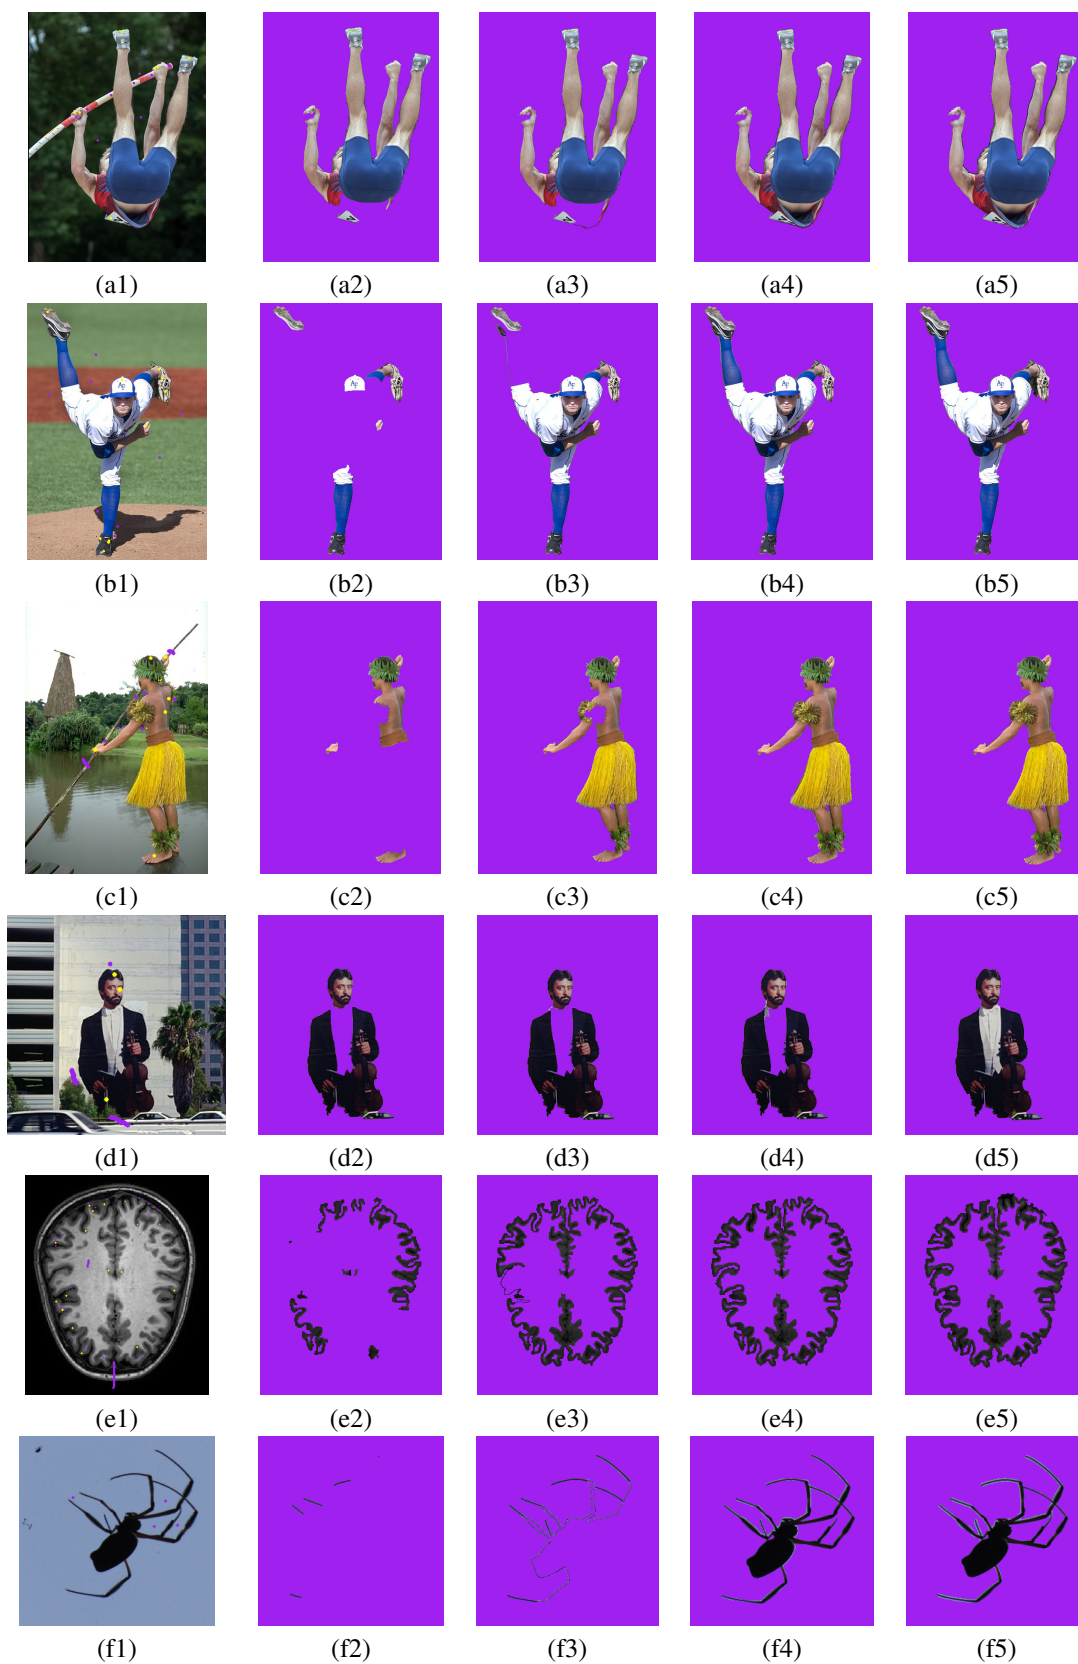 (a1) (a2) (a3) (a4) (a5)
(b1) (b2) (b3) (b4) (b5)
(c1) (c2) (c3) (c4) (c5)
(d1) (d2) (d3) (d4) (d5)
(e1) (e2) (e3) (e4) (e5)
(f1) (f2) (f3) (f4) (f5)